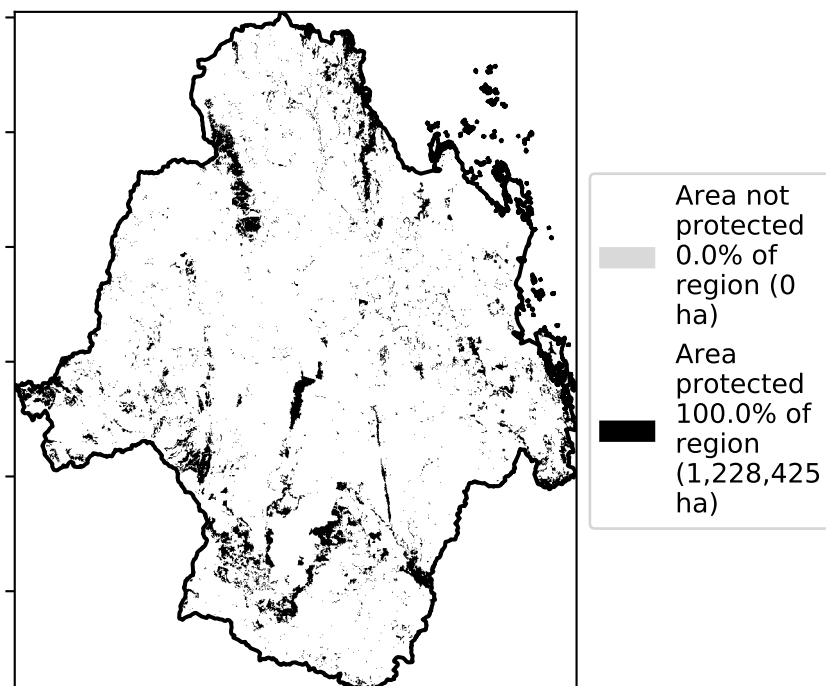 Area not
protected
0.0% of
region (0
ha)
Area
protected
100.0% of
region
(1,228,425
ha)